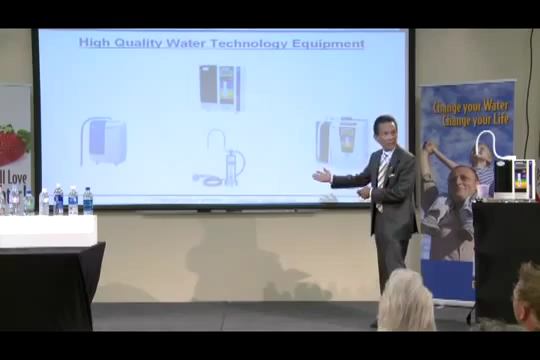 High Quality Water Technology Equipment
Change your Water
Change your Life
ll Love